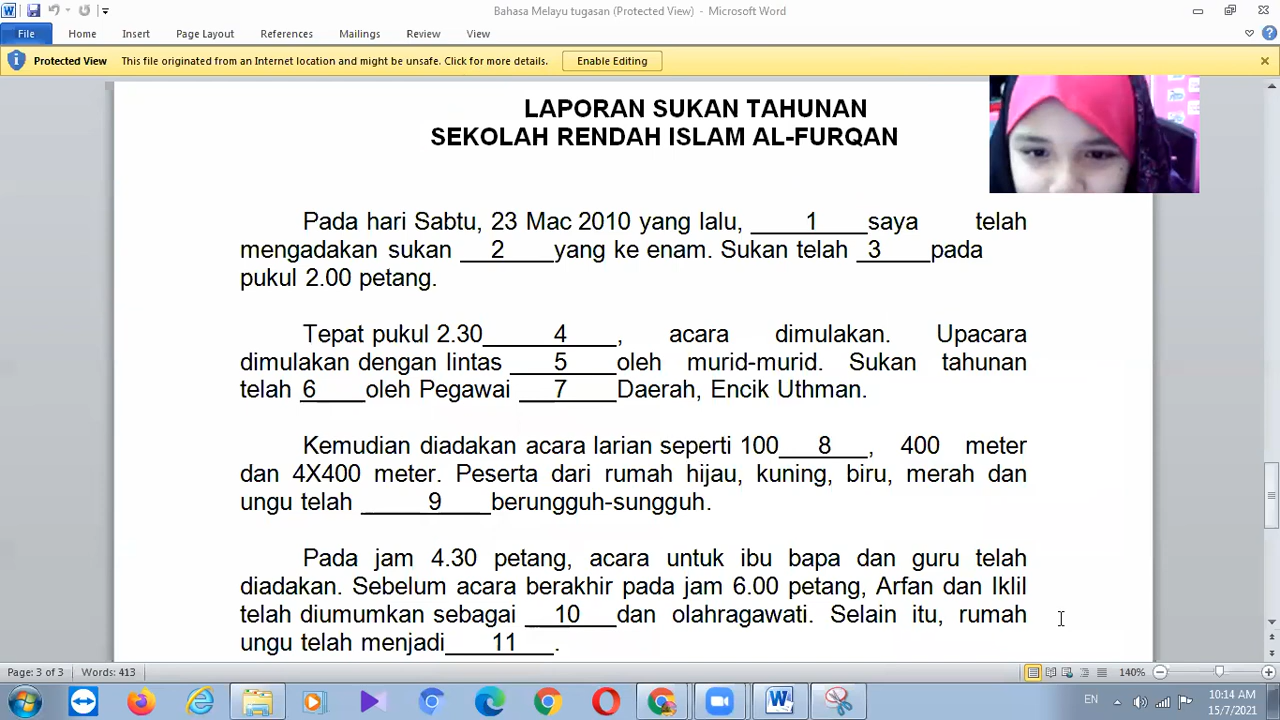 Bahasa Melayu tugasan (Protected View) - Microsoft Word
File Home Insert Page Layout References Mailings Review View
Protected View This file originated from an Internet location and might be unsafe. Click for more details. Enable Editing
LAPORAN SUKAN TAHUNAN
SEKOLAH RENDAH ISLAM AL-FURQAN
Pada hari Sabtu, 23 Mac 2010 yang lalu, ____1____saya telah
mengadakan sukan __2____yang ke enam. Sukan telah _3____pada
pukul 2.00 petang.
Tepat pukul 2.30_____4____, acara dimulakan. Upacara
dimulakan dengan lintas ___5____oleh murid-murid. Sukan tahunan
telah 6____oleh Pegawai __7____Daerah, Encik Uthman.
Kemudian diadakan acara larian seperti 100___8___, 400 meter
dan 4X400 meter. Peserta dari rumah hijau, kuning, biru, merah dan
ungu telah _____9____berungguh-sungguh.
Pada jam 4.30 petang, acara untuk ibu bapa dan guru telah
diadakan. Sebelum acara berakhir pada jam 6.00 petang, Arfan dan Iklil
telah diumumkan sebagai __10___dan olahragawati. Selain itu, rumah
ungu telah menjadi____11____.
Page: 3 of 3 Words: 413 140%
EN 10:14 AM
15/7/2021